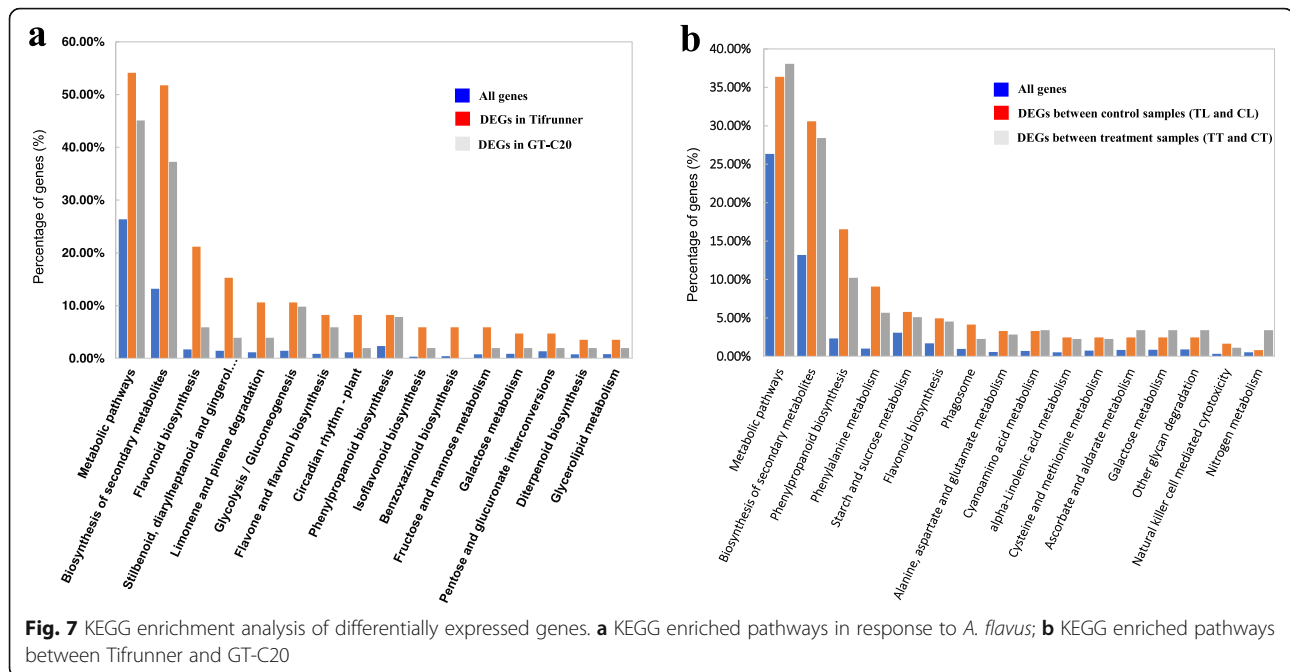 a
60.00%
50.00%
40.00%
30.00%
20.00%
10.00%
0.00%
Percentage of genes (%)
All genes
DEGs in Tifrunner
DEGs in GT-C20
Metabolic pathways
Biosynthesis of secondary metabolites
Flavonoid biosynthesis
Stilbenoid, diarylheptanoid and gingerol…
Limonene and pinene degradation
Glycolysis / Gluconeogenesis
Flavone and flavonol biosynthesis
Circadian rhythm - plant
Phenylpropanoid biosynthesis
Isoflavonoid biosynthesis
Benzoxazinoid biosynthesis
Fructose and mannose metabolism
Galactose metabolism
Pentose and glucuronate interconversions
Diterpenoid biosynthesis
Glycerolipid metabolism
b
40.00%
35.00%
30.00%
25.00%
20.00%
15.00%
10.00%
5.00%
0.00%
Percentage of genes (%)
All genes
DEGs between control samples (TL and CL)
DEGs between treatment samples (TT and CT)
Metabolic pathways
Biosynthesis of secondary metabolites
Phenylpropanoid biosynthesis
Phenylalanine metabolism
Starch and sucrose metabolism
Flavonoid biosynthesis
Phagosome
Alanine, aspartate and glutamate metabolism
Cyanoamino acid metabolism
alpha-Linolenic acid metabolism
Cysteine and methionine metabolism
Ascorbate and aldarate metabolism
Galactose metabolism
Other glycan degradation
Natural killer cell mediated cytotoxicity
Nitrogen metabolism
Fig. 7 KEGG enrichment analysis of differentially expressed genes. a KEGG enriched pathways in response to A. flavus; b KEGG enriched pathways
between Tifrunner and GT-C20